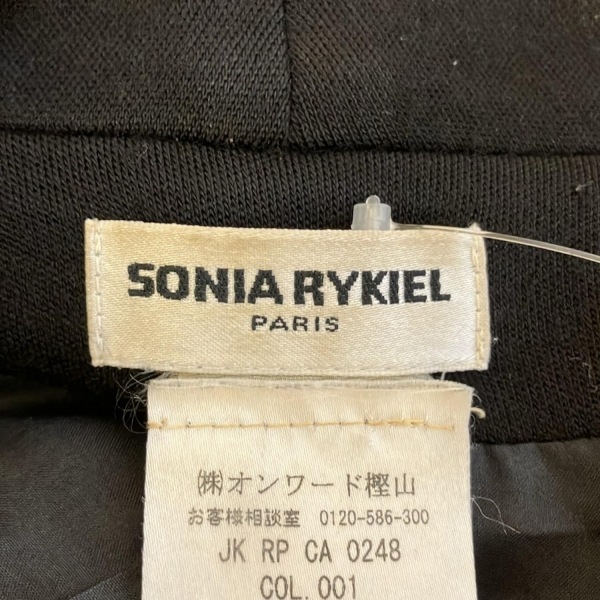 SONIA RYKIEL
PARIS
㈱オンワード樫山
お客様相談室 0120-586-300
JK RP CA 0248
COL.001